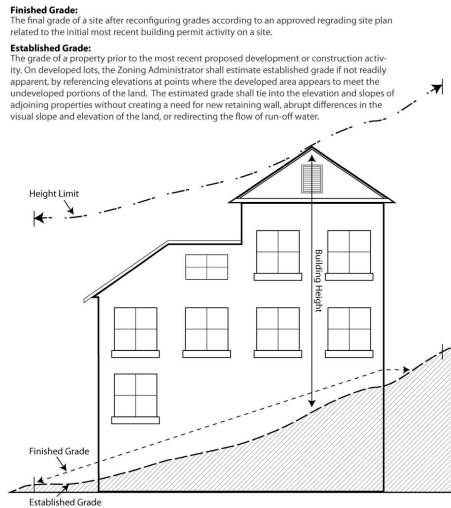 Finished Grade:
The final grade of a site after reconfiguring grades according to an approved regrading site plan
related to the initial most recent building permit activity on a site.
Established Grade:
The grade of a property prior to the most recent proposed development or construction activ-
ity. On developed lots, the Zoning Administrator shall estimate established grade if not readily
apparent, by referencing elevations at points where the developed area appears to meet the
undeveloped portions of the land.  The estimated grade shall tie into the elevation and slopes of
adjoining properties without creating a need for new retaining wall, abrupt differences in the
visual slope and elevation of the land, or redirecting the flow of run-off water.
Height Limit
Building Height
Finished Grade
Established Grade